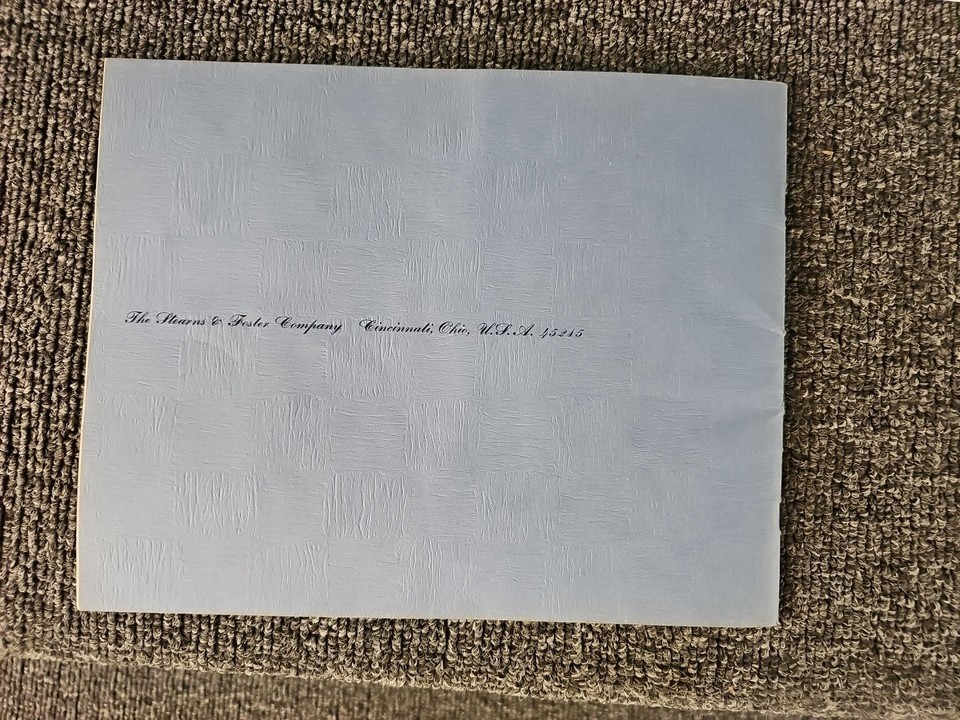 The Stearns & Foster Company Cincinnati, Ohio, U.S.A. 45215